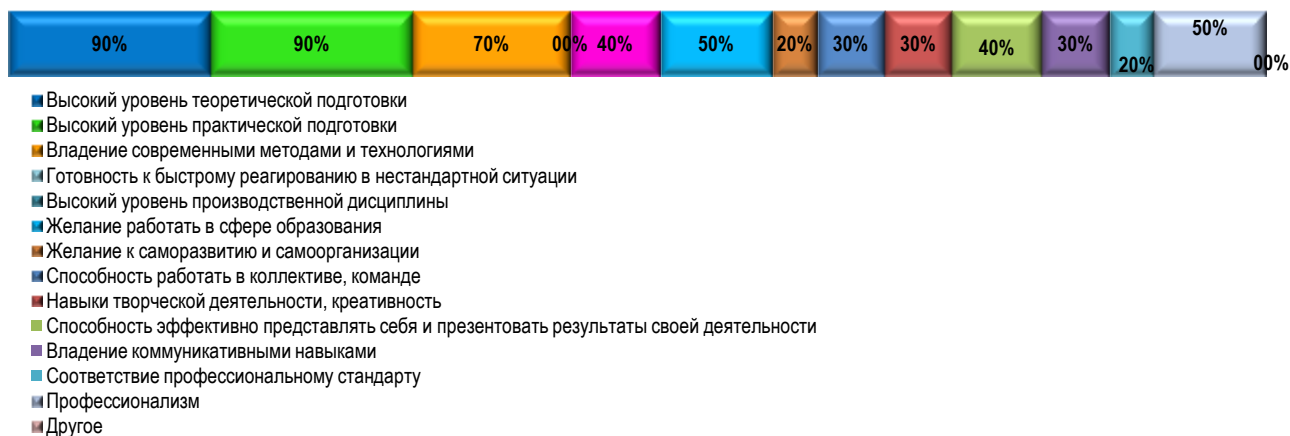 90% 90% 70% 00% 40% 50% 20% 30% 30% 40% 30% 20% 50% 00%
Высокий уровень теоретической подготовки
Высокий уровень практической подготовки
Владение современными методами и технологиями
Готовность к быстрому реагированию в нестандартной ситуации
Высокий уровень производственной дисциплины
Желание работать в сфере образования
Желание к саморазвитию и самоорганизации
Способность работать в коллективе, команде
Навыки творческой деятельности, креативность
Способность эффективно представлять себя и презентовать результаты своей деятельности
Владение коммуникативными навыками
Соответствие профессиональному стандарту
Профессионализм
Другое